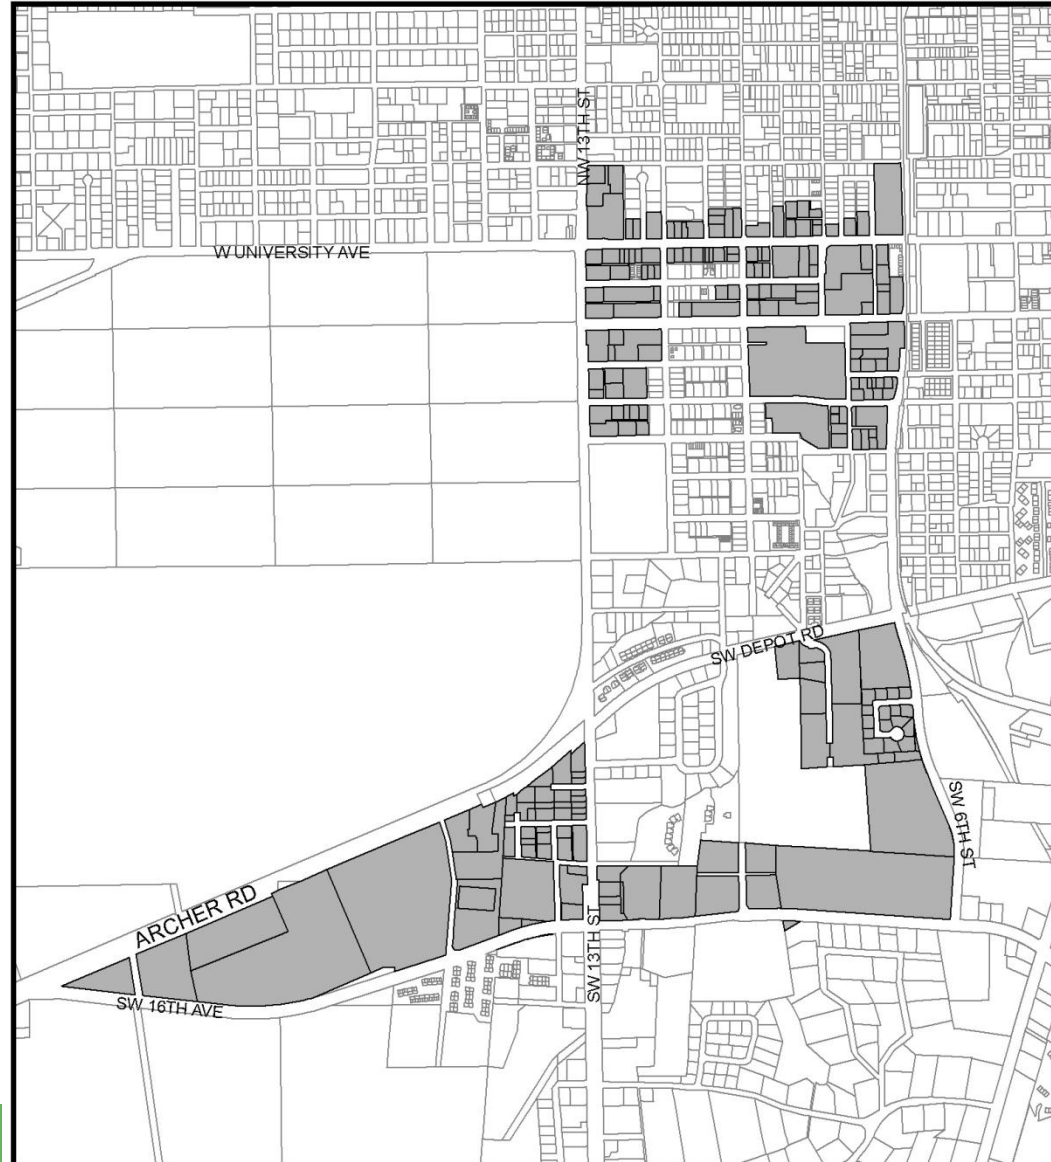 NW 13TH ST
W UNIVERSITY AVE
SW DEPOT RD
SW 6TH ST
ARCHER RD
SW 13TH ST
SW 16TH AVE